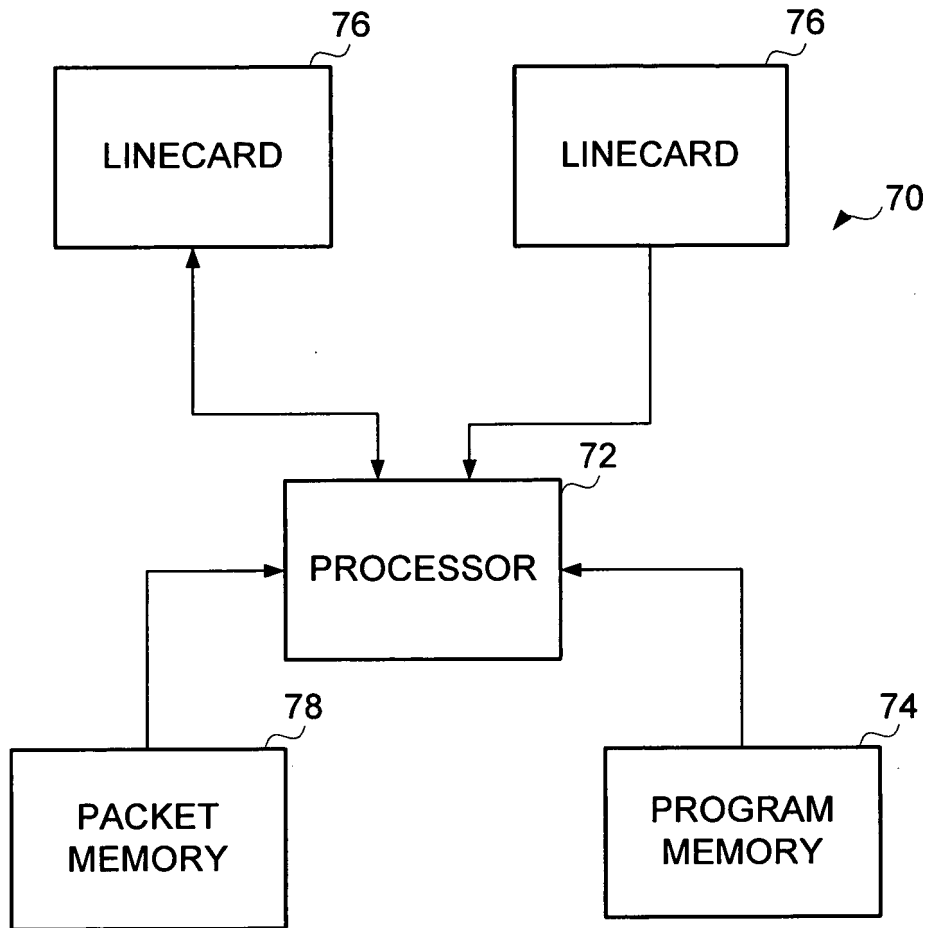 76
76
LINECARD
LINECARD
70
72
PROCESSOR
78
74
PACKET
MEMORY
PROGRAM
MEMORY